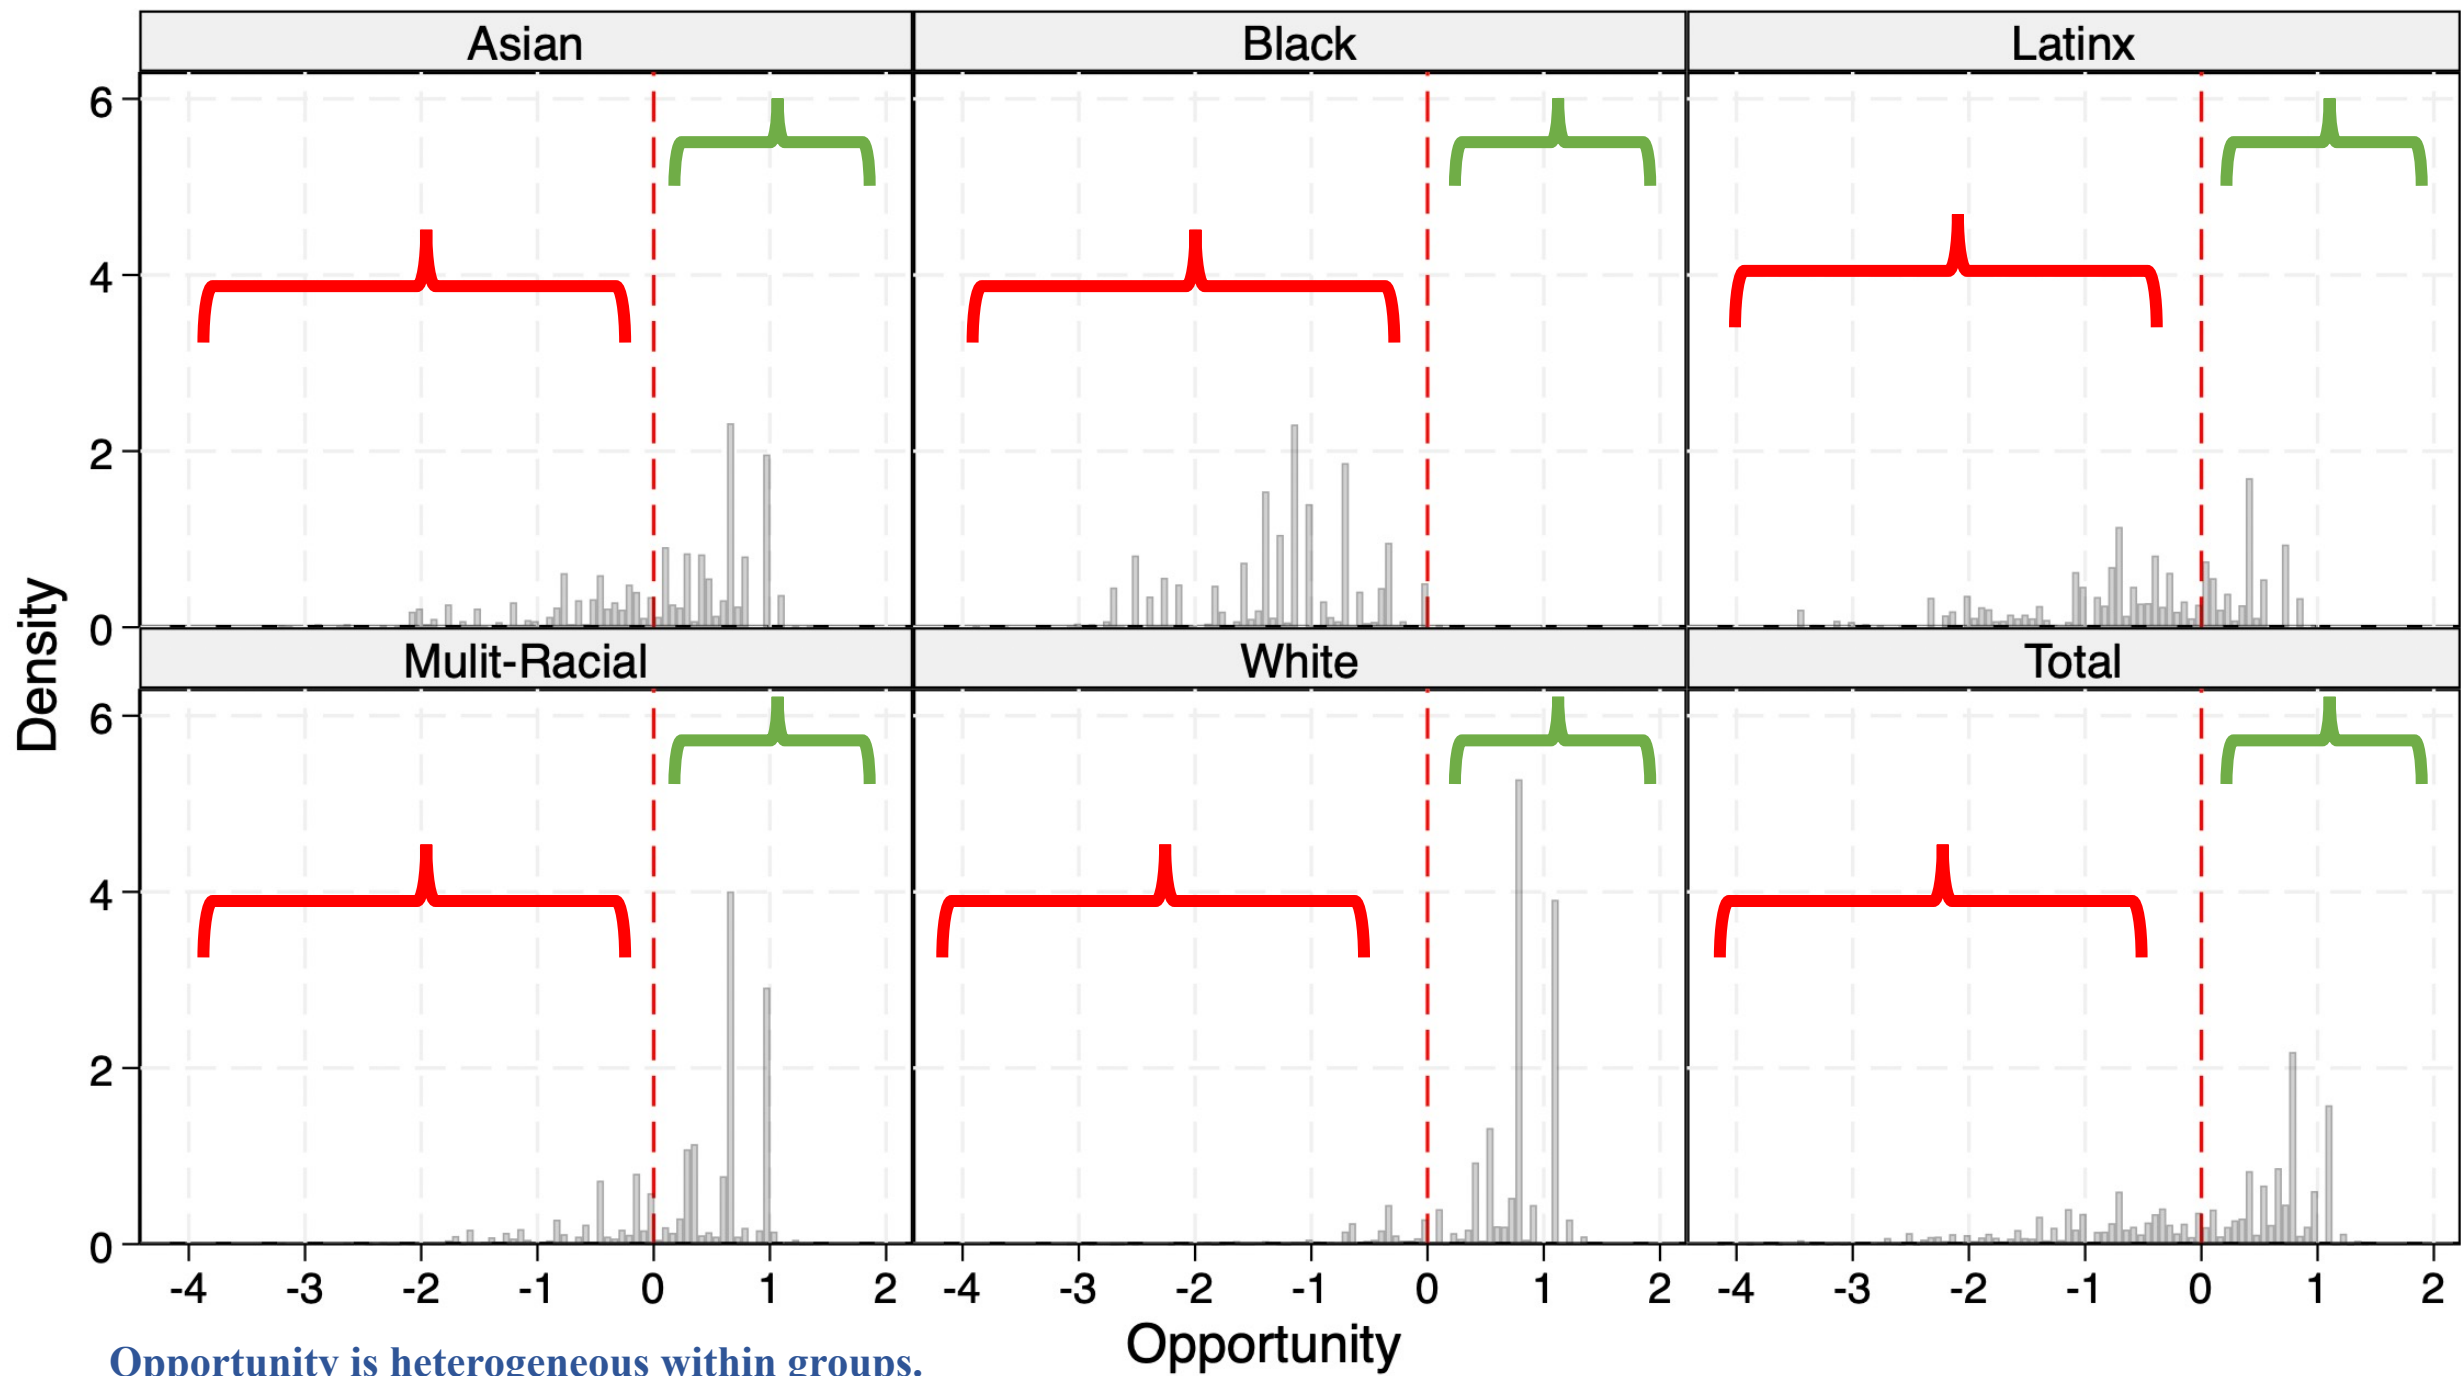 Asian Black Latinx
6
4
2
0
Mulit-Racial White Total
6
4
2
0
-4 -3 -2 -1 0 1 2 -4 -3 -2 -1 0 1 2 -4 -3 -2 -1 0 1 2
Density
Opportunity
Opportunity is heterogeneous within groups.